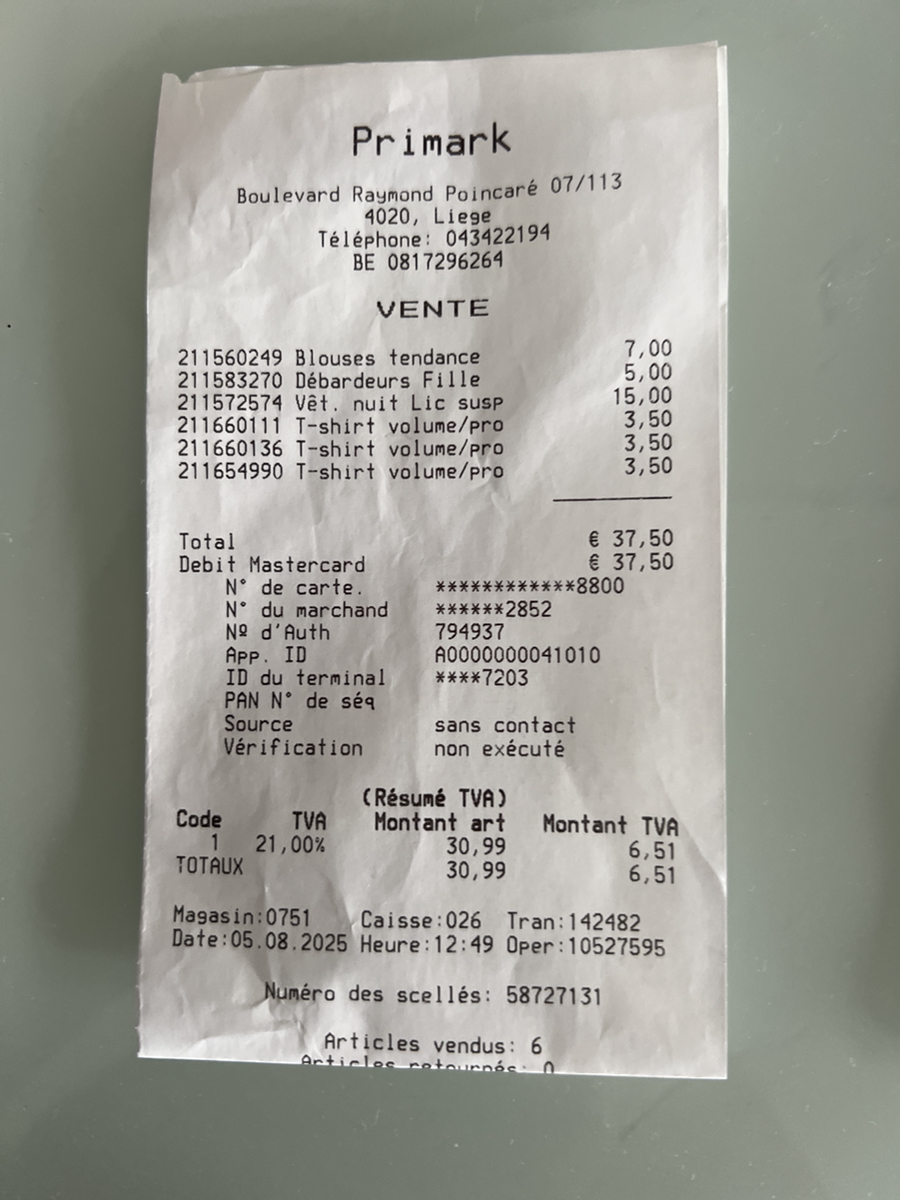 Primark
Boulevard Raymond Poincaré 07/113
4020, Liege
Téléphone: 043422194
BE 0817296264
VENTE
211560249 Blouses tendance 7,00
211583270 Débardeurs Fille 5,00
211572574 Vêt. nuit Lic susp 15,00
211660111 T-shirt volume/pro 3,50
211660136 T-shirt volume/pro 3,50
211654990 T-shirt volume/pro 3,50
Total € 37,50
Debit Mastercard € 37,50
N° de carte. ************8800
N° du marchand ******2852
Nº d'Auth 794937
App. ID A0000000041010
ID du terminal ****7203
PAN N° de séq
Source sans contact
Vérification non exécuté
(Résumé TVA)
Code TVA Montant art Montant TVA
1 21,00% 30,99 6,51
TOTAUX 30,99 6,51
Magasin:0751 Caisse:026 Tran:142482
Date:05.08.2025 Heure:12:49 Oper:10527595
Numéro des scellés: 58727131
Articles vendus: 6
Articles retournés: 0